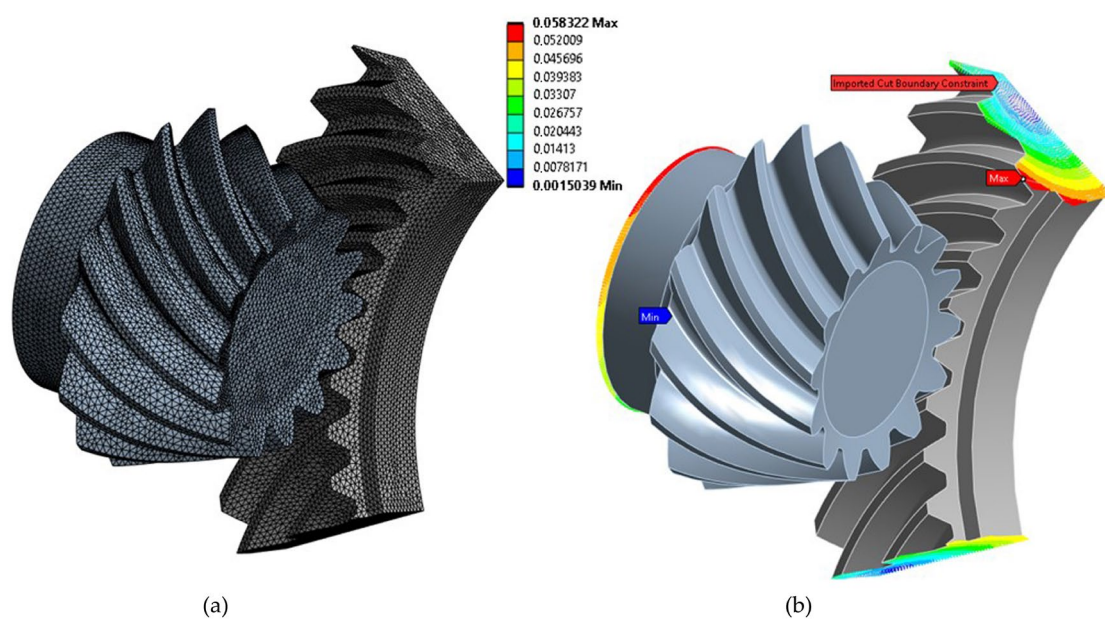 0.058322 Max
0.052009
0.045696
0.039383
0.03307
0.026757
0.020443
0.01413
0.0078171
0.0015039 Min
Imported Cut Boundary Constraint
Max
Min
(a)
(b)